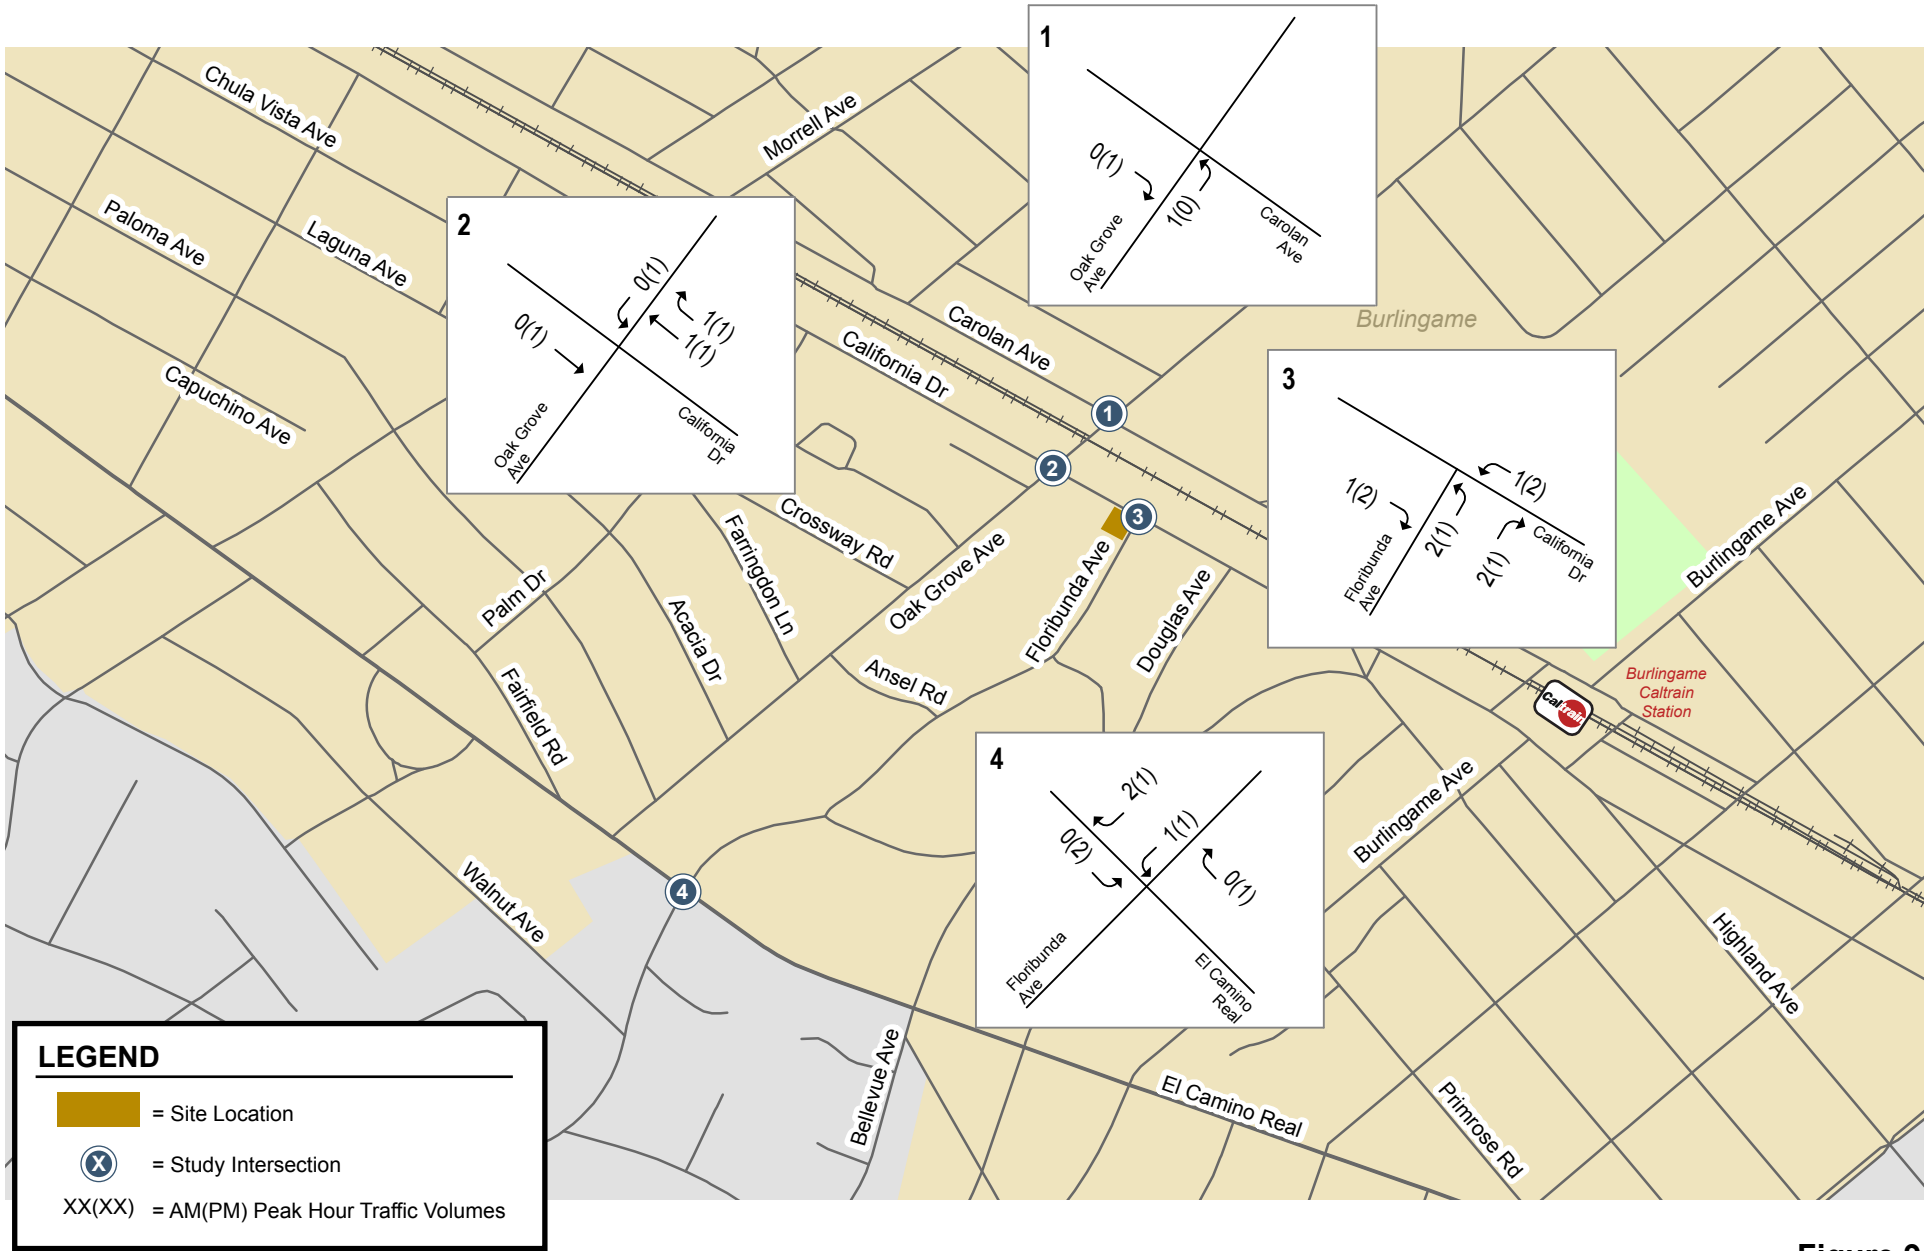 1
0(1)
1(0)
Oak Grove
Ave
Carolan
Ave
2
0(1)
0(1)
1(1)
1(1)
Oak Grove
Ave
California
Dr
3
1(2)
1(2)
2(1)
2(1)
Floribunda
Ave
California
Dr
4
2(1)
0(2)
1(1)
0(1)
Floribunda
Ave
El Camino
Real
Chula Vista Ave
Morrell Ave
Paloma Ave
Laguna Ave
Capuchino Ave
Carolan Ave
California Dr
Burlingame
1
2
3
4
Crossway Rd
Farringdon Ln
Oak Grove Ave
Floribunda Ave
Douglas Ave
Burlingame Ave
Palm Dr
Acacia Dr
Fairfield Rd
Ansel Rd
Burlingame
Caltrain
Station
Caltrain
Burlingame Ave
Walnut Ave
Highland Ave
Bellevue Ave
El Camino Real
Primrose Rd
LEGEND
= Site Location
X = Study Intersection
XX(XX) = AM(PM) Peak Hour Traffic Volumes